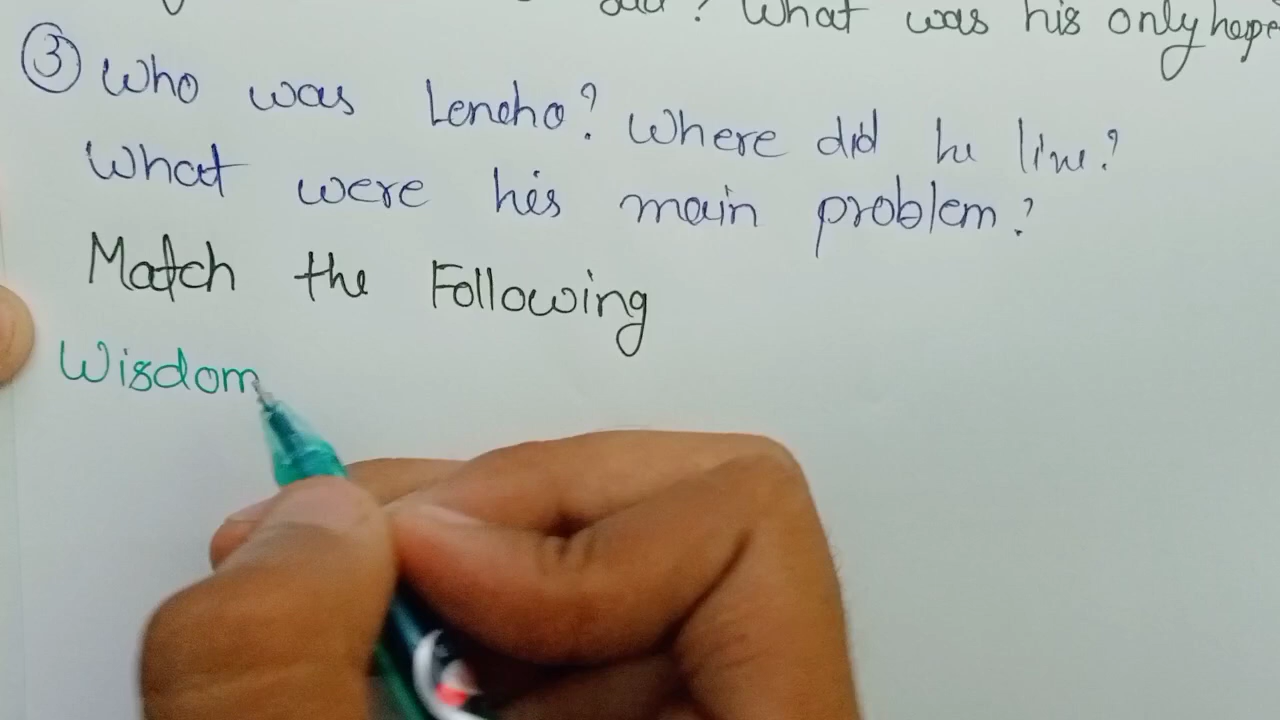 ? What was his only hope
③ Who was Lencho? Where did he live?
What were his main problem?
Match the Following
Wisdom